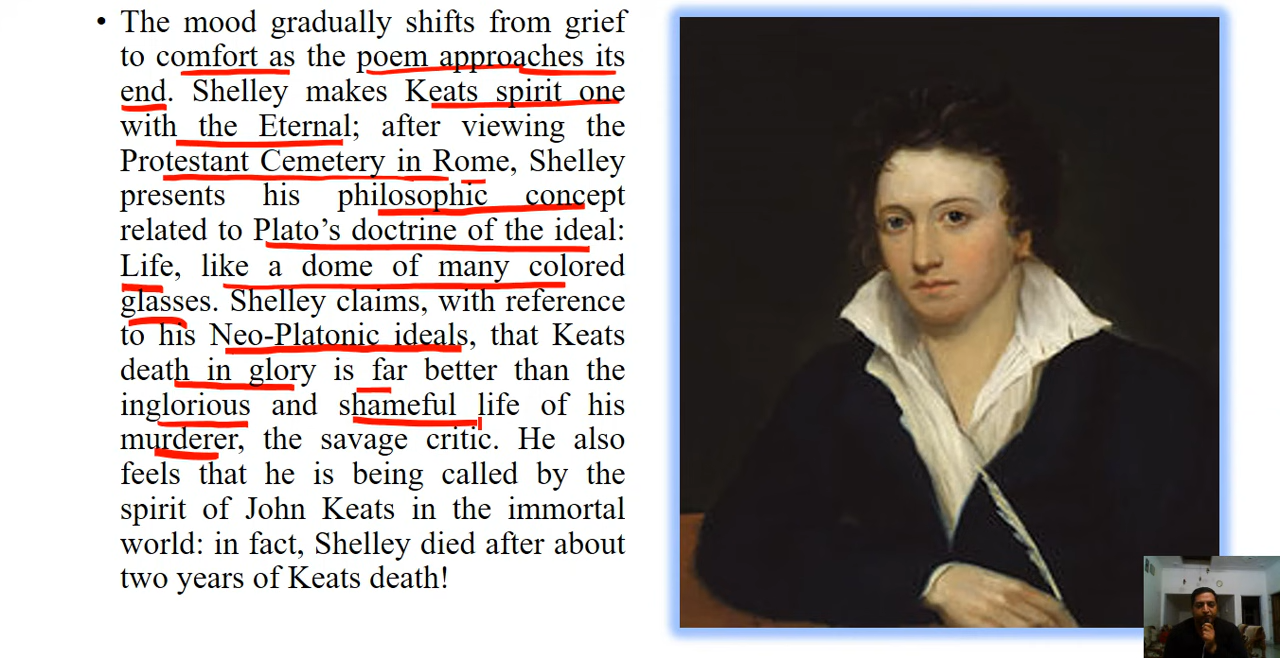 • The mood gradually shifts from grief
to comfort as the poem approaches its
end. Shelley makes Keats spirit one
with the Eternal; after viewing the
Protestant Cemetery in Rome, Shelley
presents his philosophic concept
related to Plato’s doctrine of the ideal:
Life, like a dome of many colored
glasses. Shelley claims, with reference
to his Neo-Platonic ideals, that Keats
death in glory is far better than the
inglorious and shameful life of his
murderer, the savage critic. He also
feels that he is being called by the
spirit of John Keats in the immortal
world: in fact, Shelley died after about
two years of Keats death!